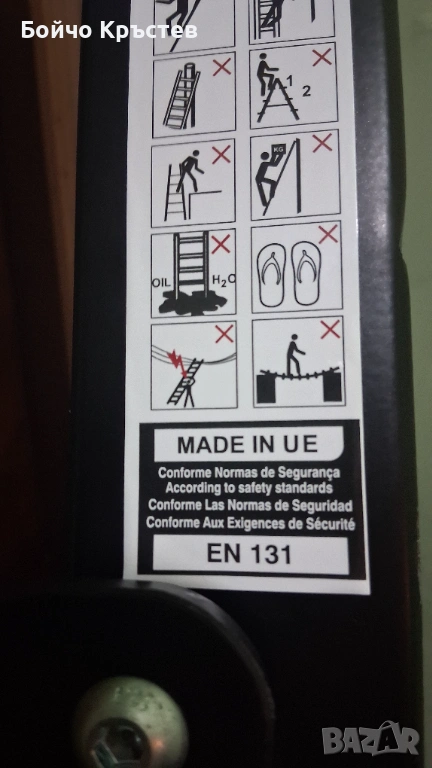 Бойчо Кръстев
1
2
KG
OIL
H₂O
MADE IN UE
Conforme Normas de Segurança
According to safety standards
Conforme Las Normas de Seguridad
Conforme Aux Exigences de Sécurité
EN 131
BAZAR